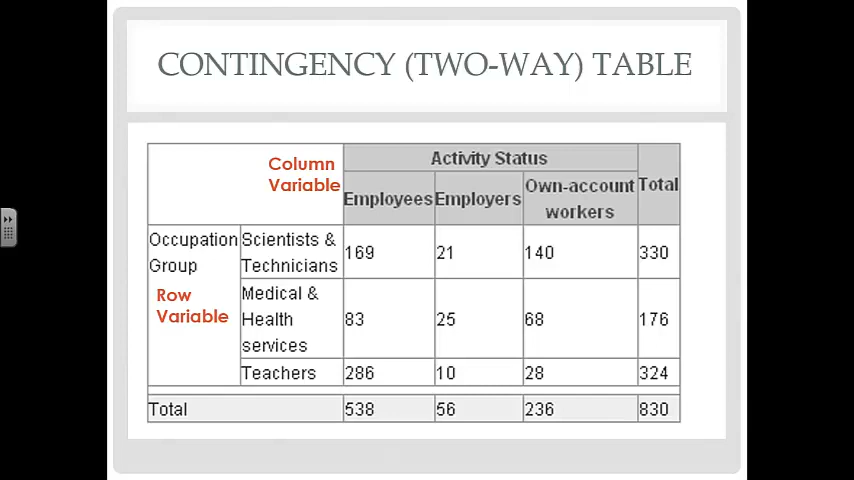 CONTINGENCY (TWO-WAY) TABLE
Column
Variable
Activity Status
Employees
Employers
Own-account
workers
Total
Occupation
Group
Row
Variable
Scientists &
Technicians
169
21
140
330
Medical &
Health
services
83
25
68
176
Teachers
286
10
28
324
Total
538
56
236
830